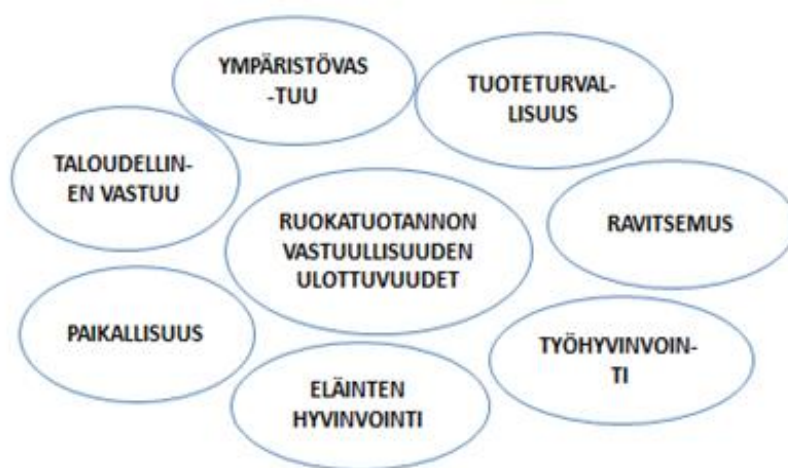 YMPÄRISTÖVAS
-TUU
TUOTETURVAL-
LISUUS
TALOUDELLIN-
EN VASTUU
RUOKATUOTANNON
VASTUULLISUUDEN
ULOTTUVUUDET
RAVITSEMUS
PAIKALLISUUS
TYÖHYVINVOIN-
TI
ELÄINTEN
HYVINVOINTI